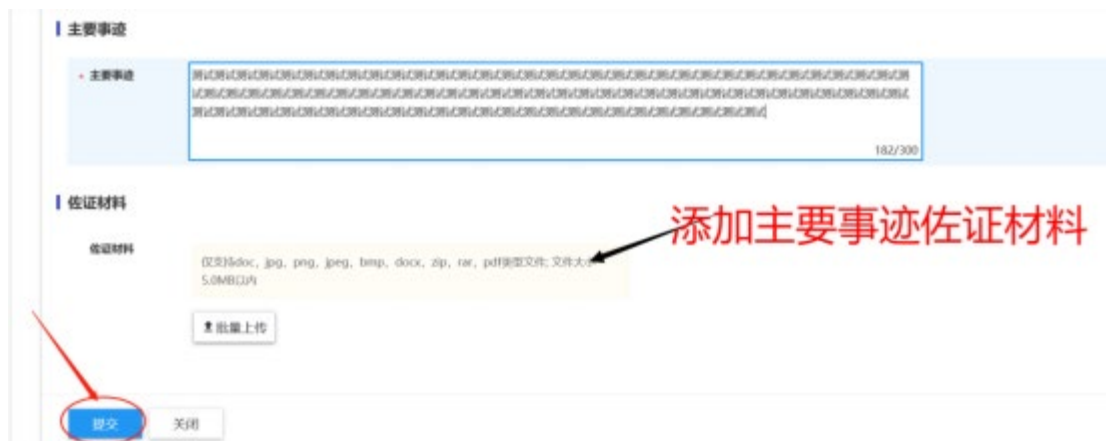 主要事迹
* 主要事迹
测试测试测试测试测试测试测试测试测试测试测试测试测试测试测试测试测试测试测试测试测试测试测试测试测试测试测试测试测试测试测试测试测
试测试测试测试测试测试测试测试测试测试测试测试测试测试测试测试测试测试测试测试测试测试测试测试测试测试测试测试测试测试测试测试测试
测试测试测试测试测试测试测试测试测试测试测试测试测试测试测试测试测试测试测试测试测试测试测试测试测试测试
182/300
佐证材料
添加主要事迹佐证材料
佐证材料
仅支持doc, jpg, png, jpeg, bmp, docx, zip, rar, pdf类型文件; 文件大小
5.0MB以内
批量上传
提交 关闭